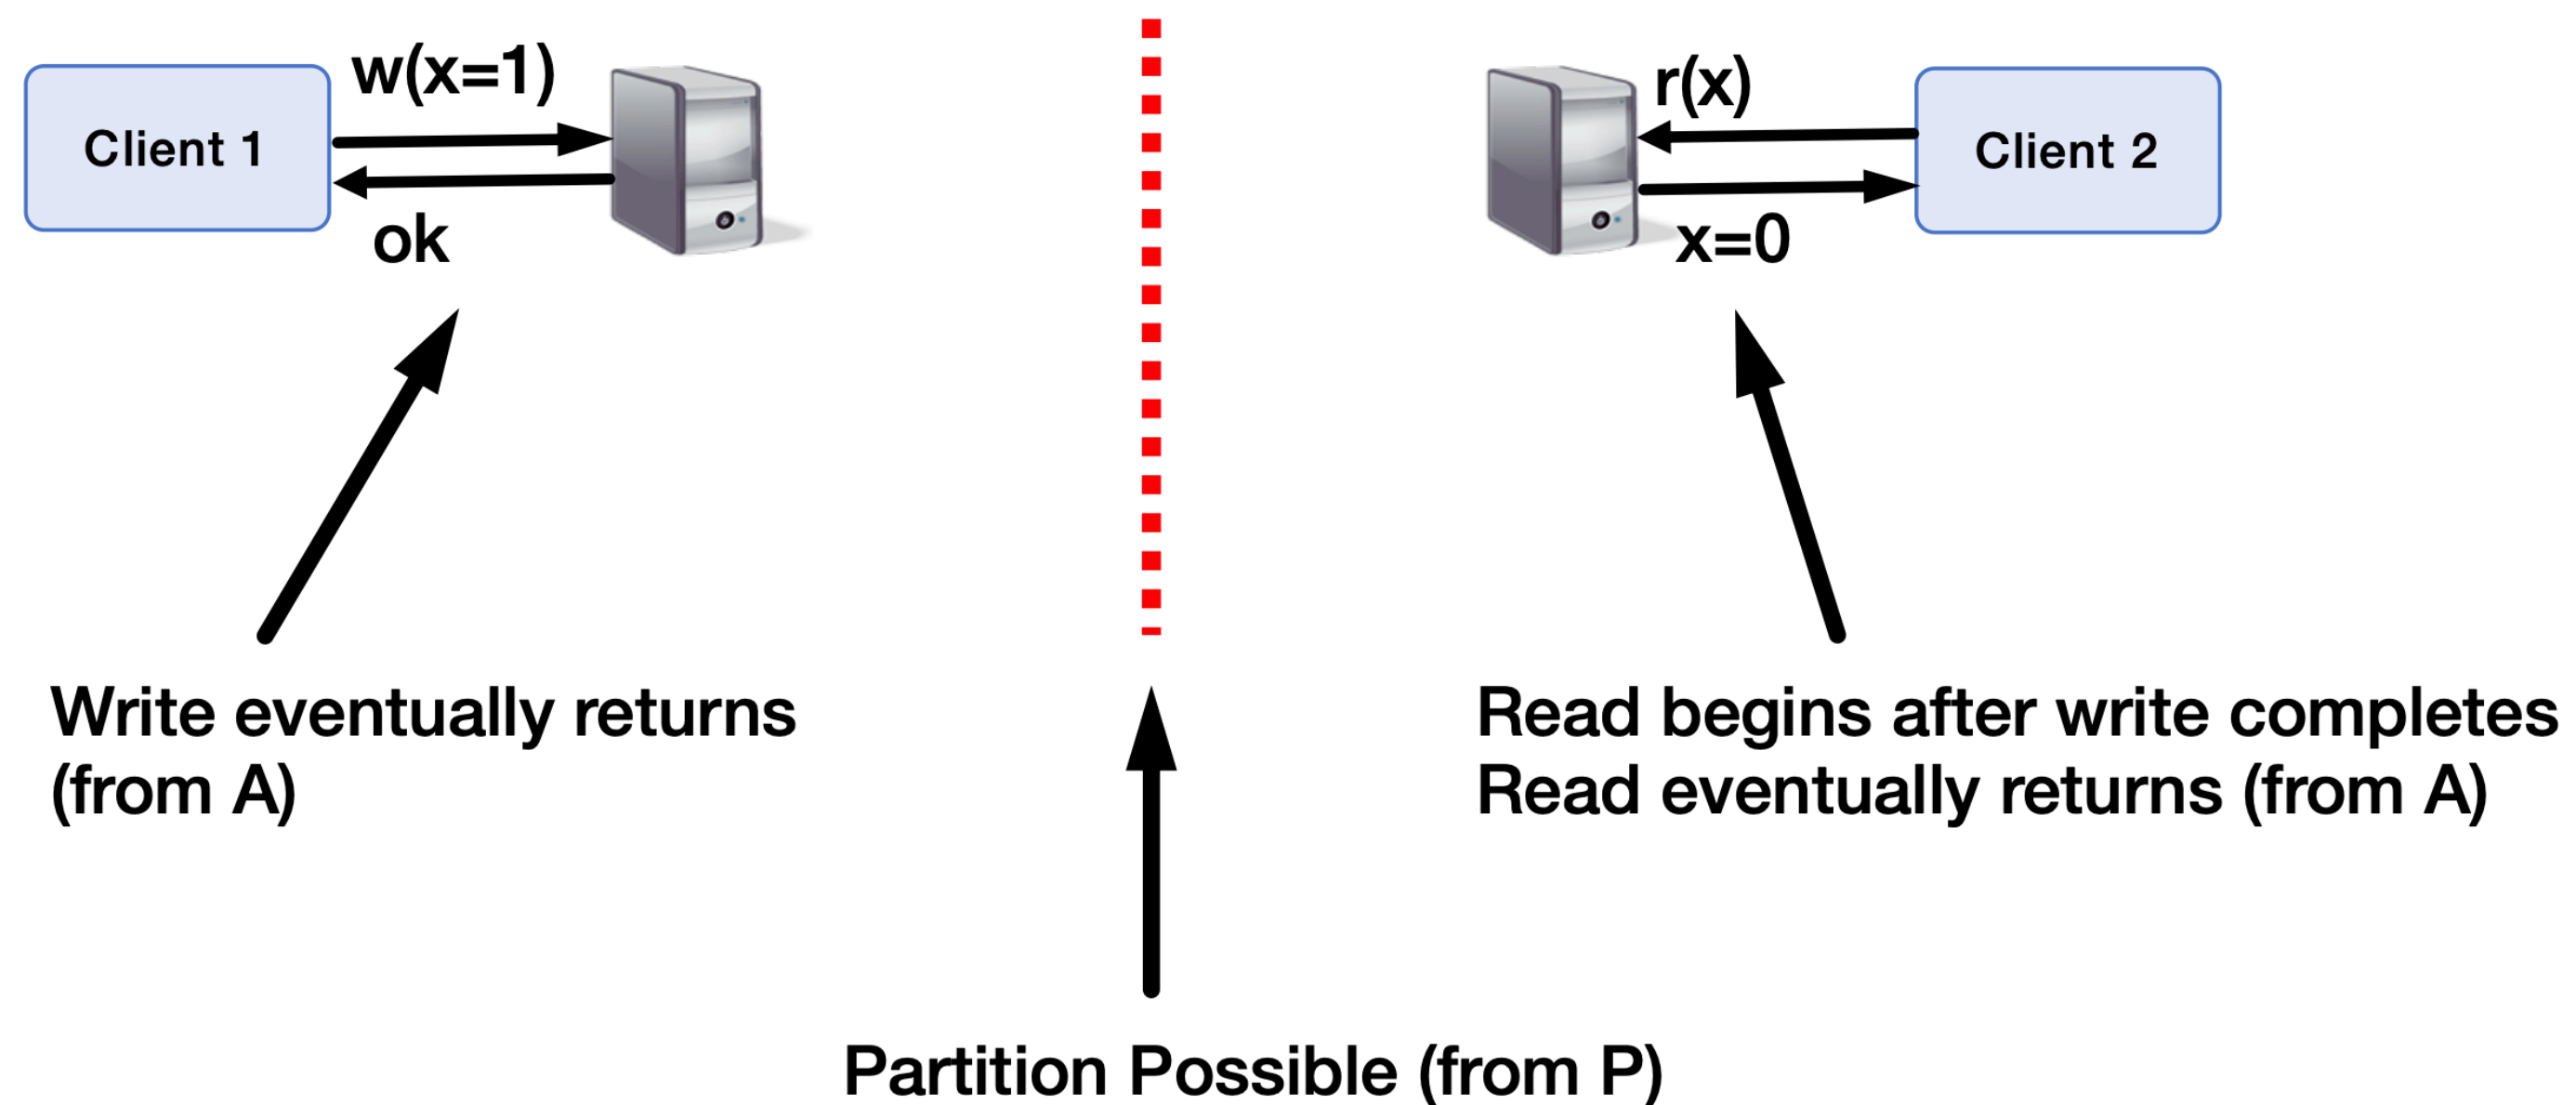 w(x=1)
Client 1
ok
r(x)
Client 2
x=0
Write eventually returns
(from A)
Read begins after write completes
Read eventually returns (from A)
Partition Possible (from P)